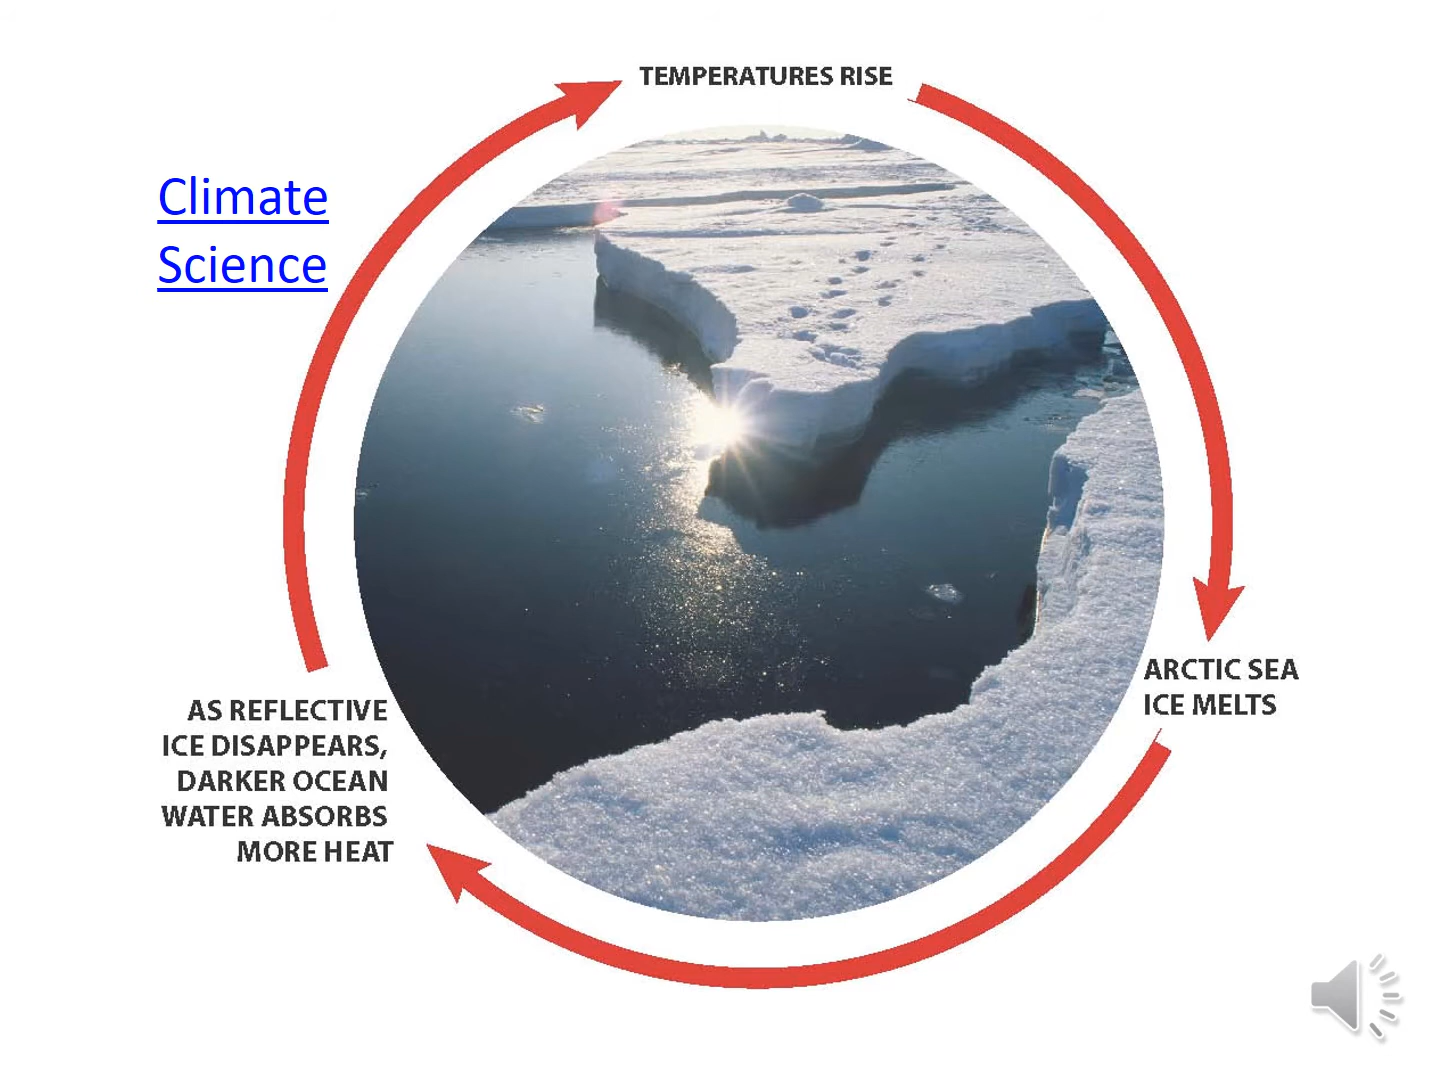 TEMPERATURES RISE
Climate
Science
ARCTIC SEA
ICE MELTS
AS REFLECTIVE
ICE DISAPPEARS,
DARKER OCEAN
WATER ABSORBS
MORE HEAT